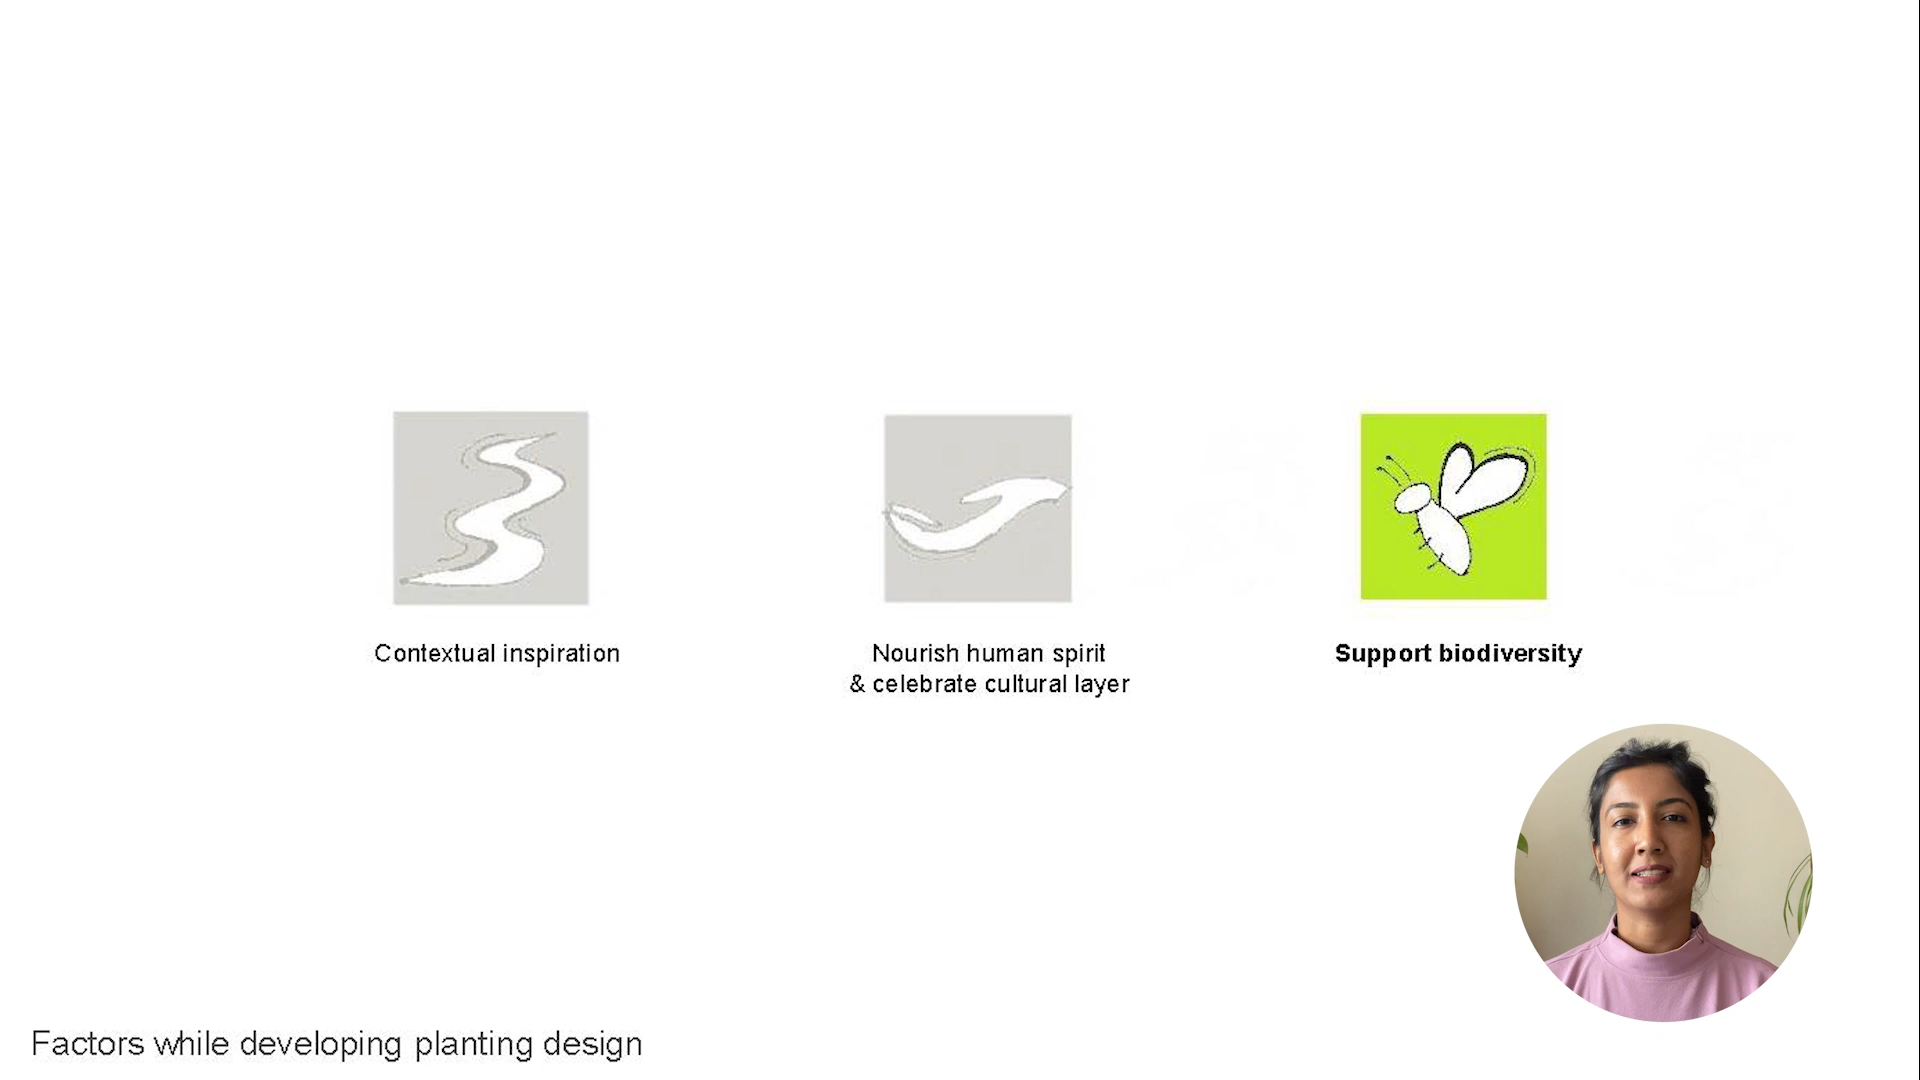 Contextual inspiration
Nourish human spirit
& celebrate cultural layer
Support biodiversity
Factors while developing planting design